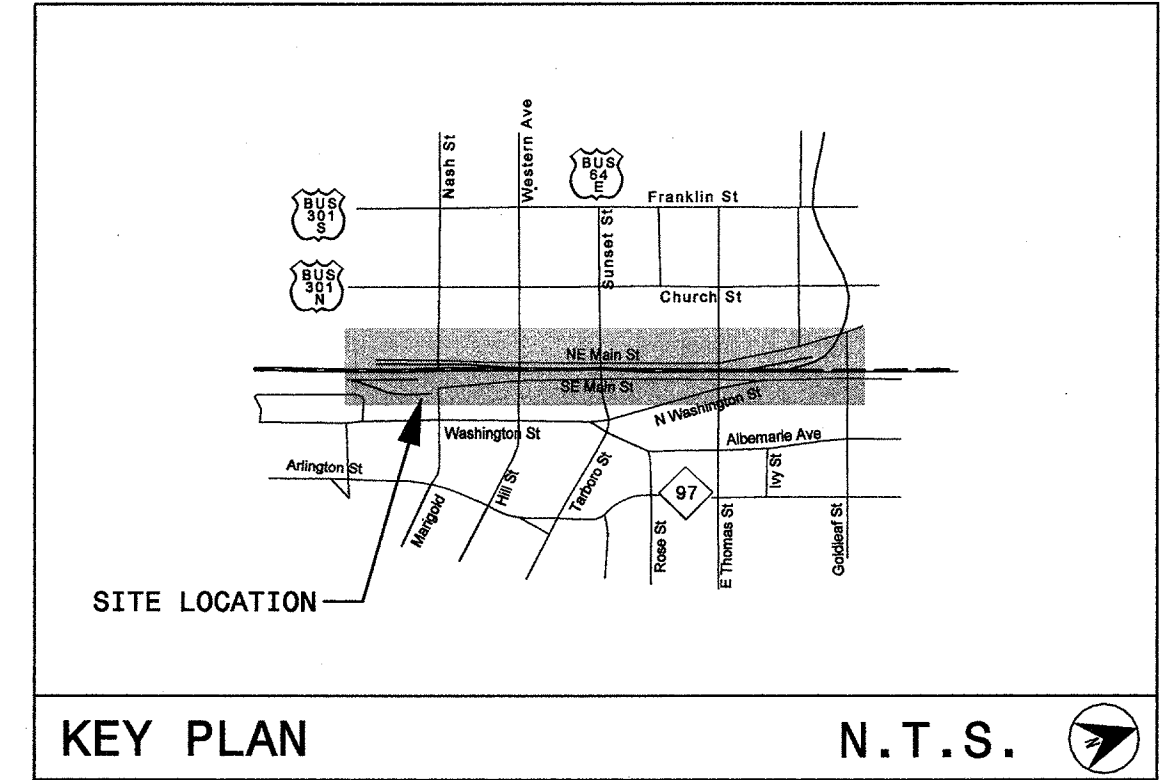 Nash St
Western Ave
BUS
64
E
Franklin St
BUS
301
S
Sunset St
BUS
301
N
Church St
NE Main St
SE Main St
N Washington St
Washington St
Albemarle Ave
Arlington St
Marigold
Hill St
Tarboro St
Rose St
97
E Thomas St
Ivy St
Goldleaf St
SITE LOCATION
KEY PLAN
N.T.S.
N